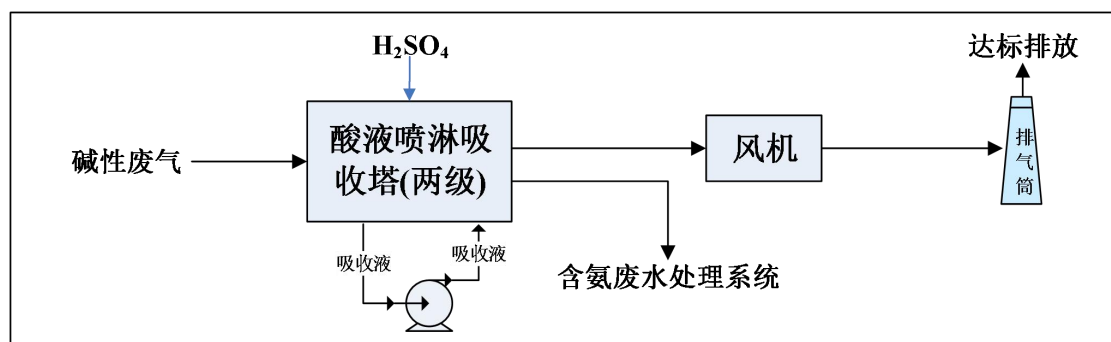 H₂SO₄
达标排放
碱性废气
酸液喷淋吸
收塔(两级)
风机
排气筒
吸收液
吸收液
含氨废水处理系统